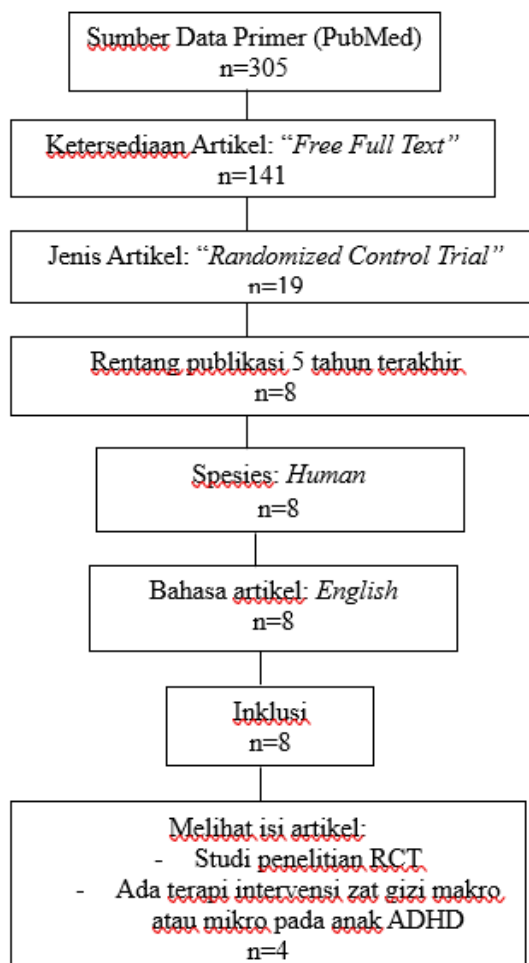 Sumber Data Primer (PubMed)
n=305
Ketersediaan Artikel: “Free Full Text”
n=141
Jenis Artikel: “Randomized Control Trial”
n=19
Rentang publikasi 5 tahun terakhir
n=8
Spesies: Human
n=8
Bahasa artikel: English
n=8
Inklusi
n=8
Melihat isi artikel:
- Studi penelitian RCT
- Ada terapi intervensi zat gizi makro
atau mikro pada anak ADHD
n=4